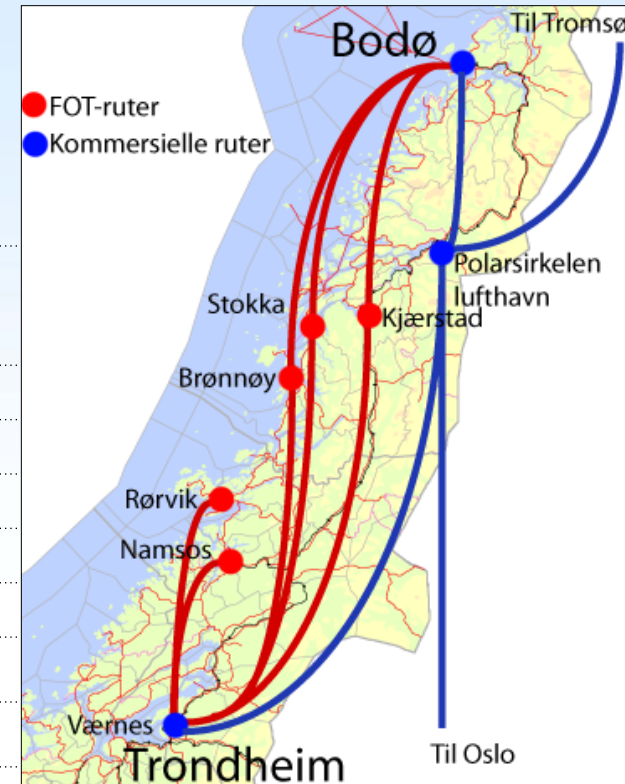 Til Tromsø
Bodø
FOT-ruter
Kommersielle ruter
Polarsirkelen
lufthavn
Stokka
Kjærstad
Brønnøy
Rørvik
Namsos
Værnes
Til Oslo
Trondheim